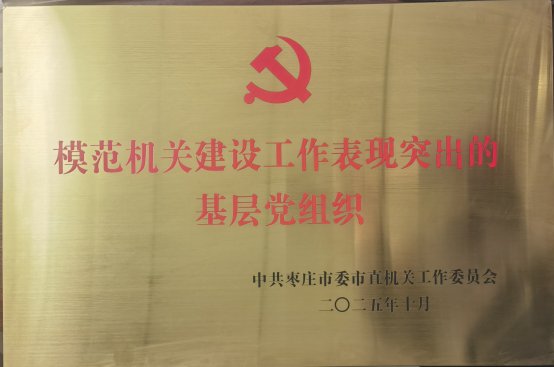 模范机关建设工作表现突出的
基层党组织
中共枣庄市委市直机关工作委员会
二〇二五年十月